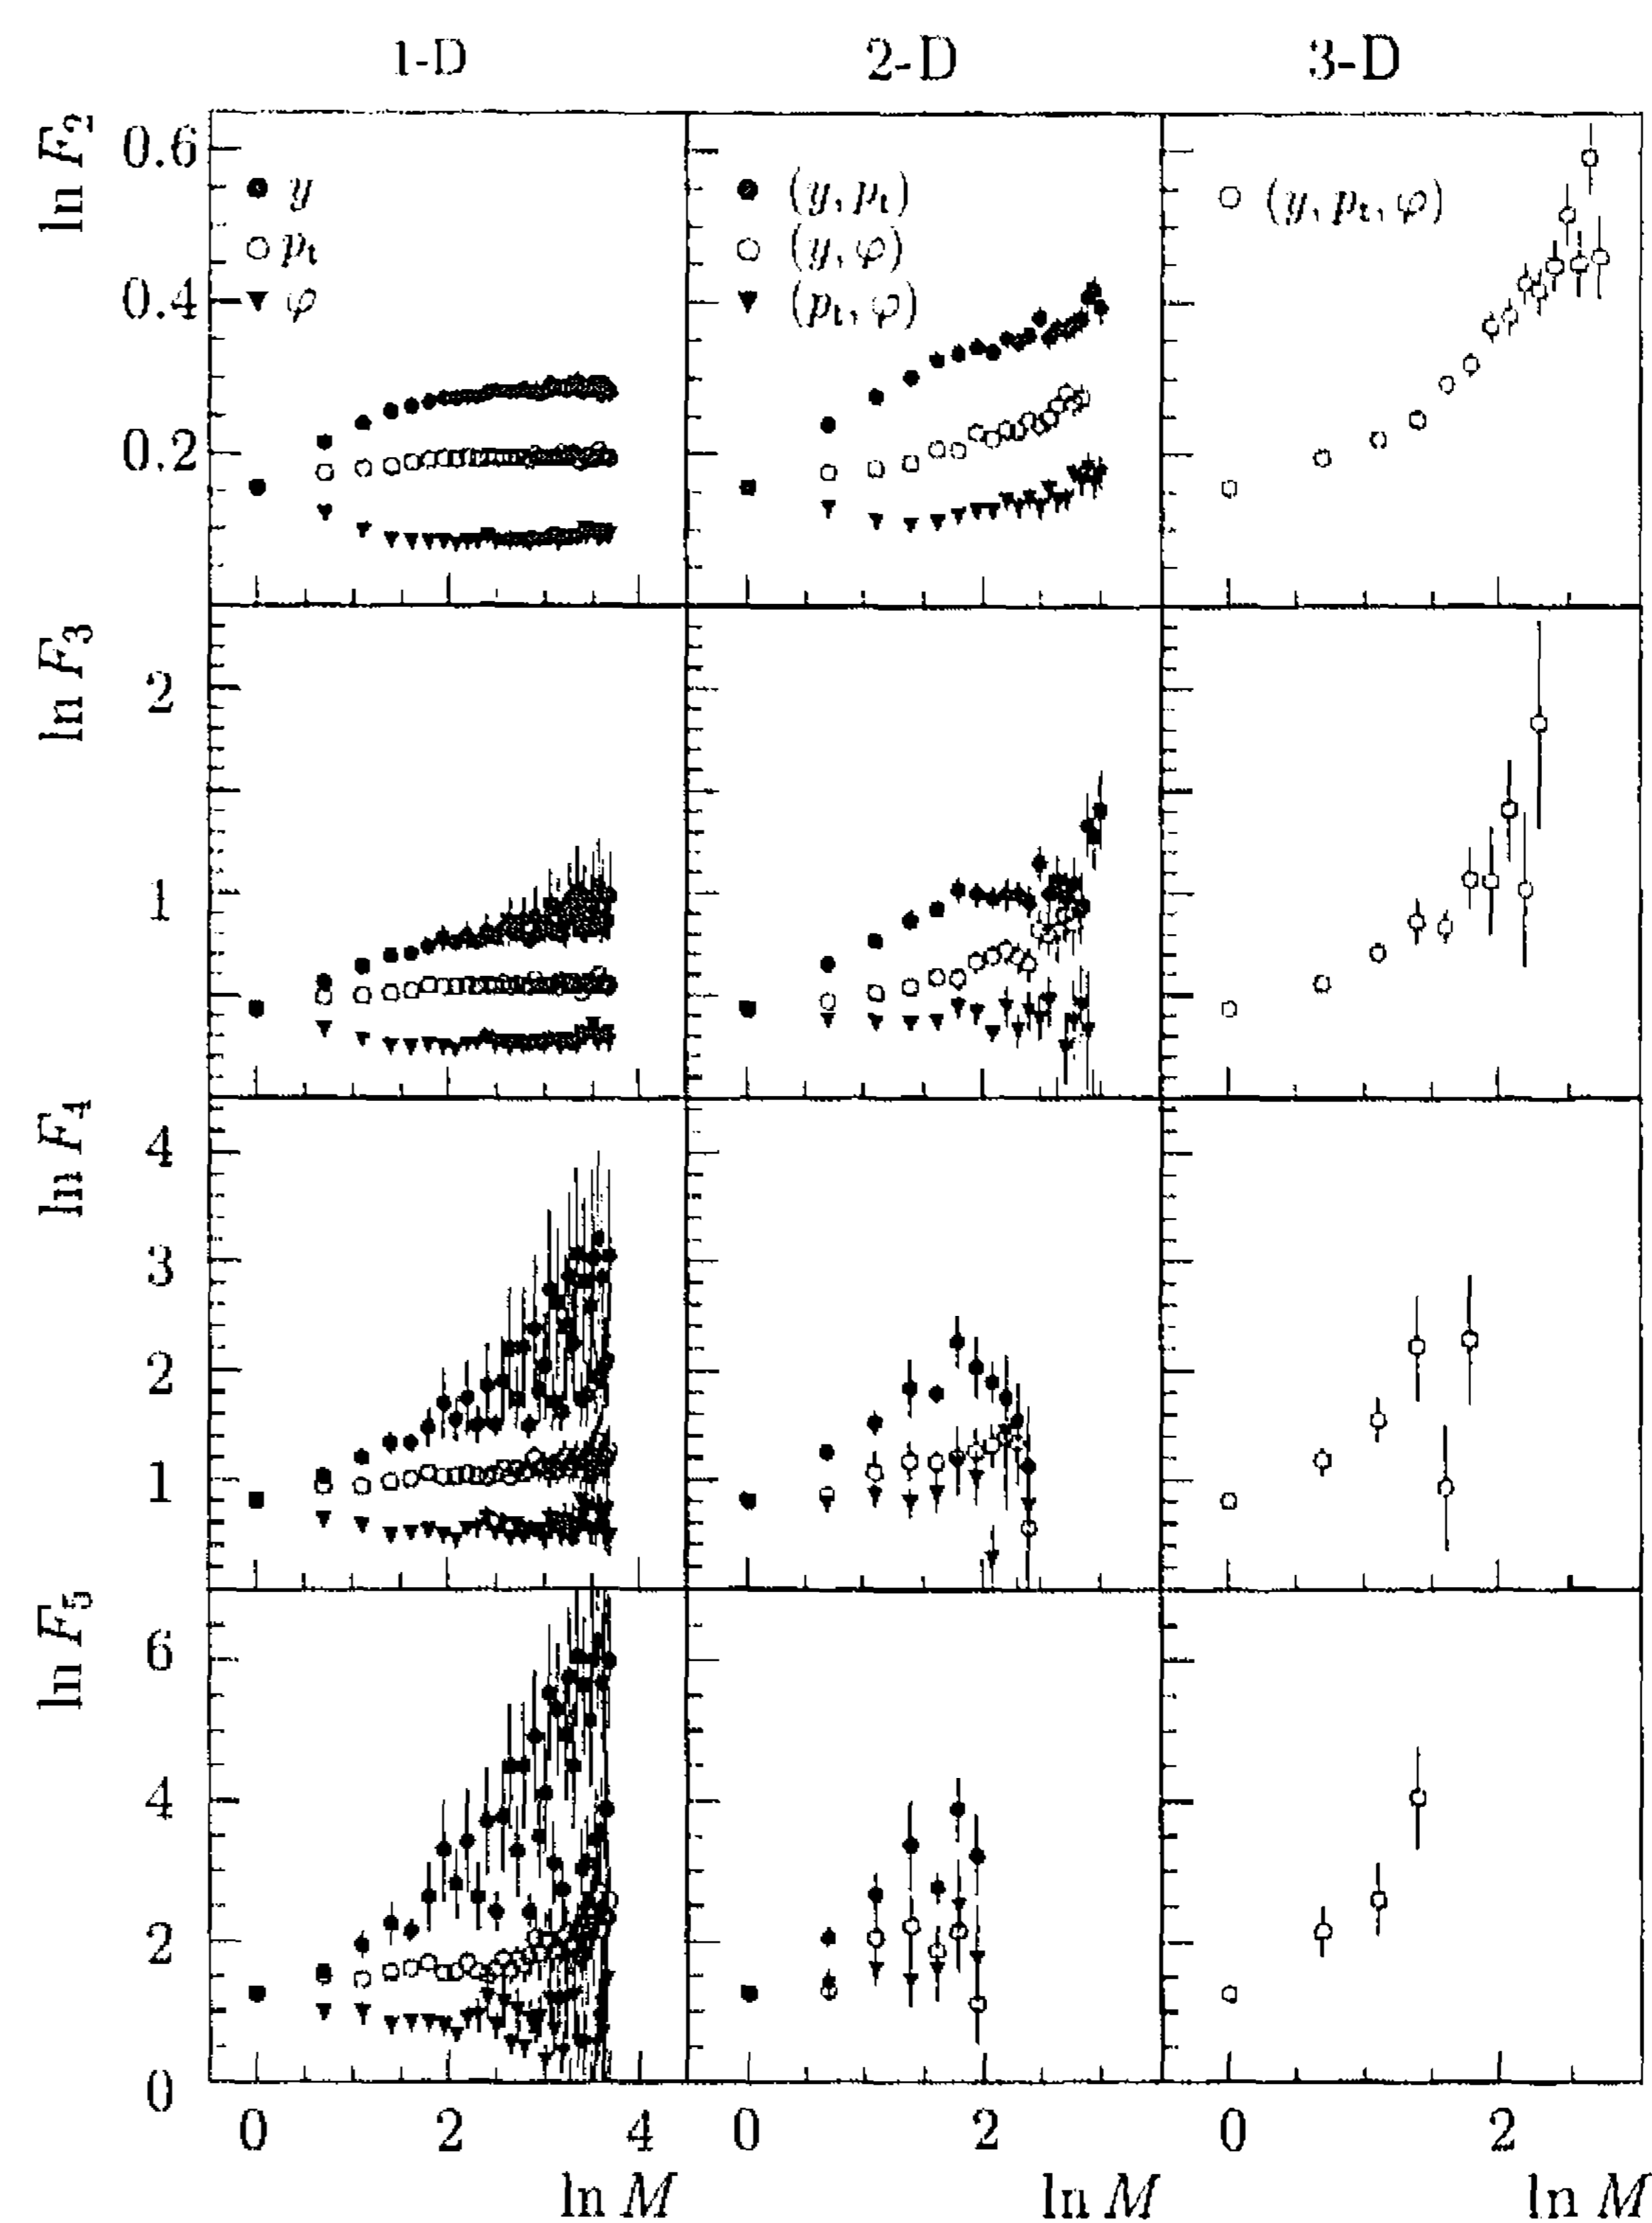 1-D 2-D 3-D
ln F₂
0.6
0.4
0.2
y
pₜ
φ
(y, pₜ)
(y, φ)
(pₜ, φ)
(y, pₜ, φ)
ln F₃
2
1
ln F₄
4
3
2
1
ln F₅
6
4
2
0
0 2 4 0 2 0 2
ln M ln M ln M